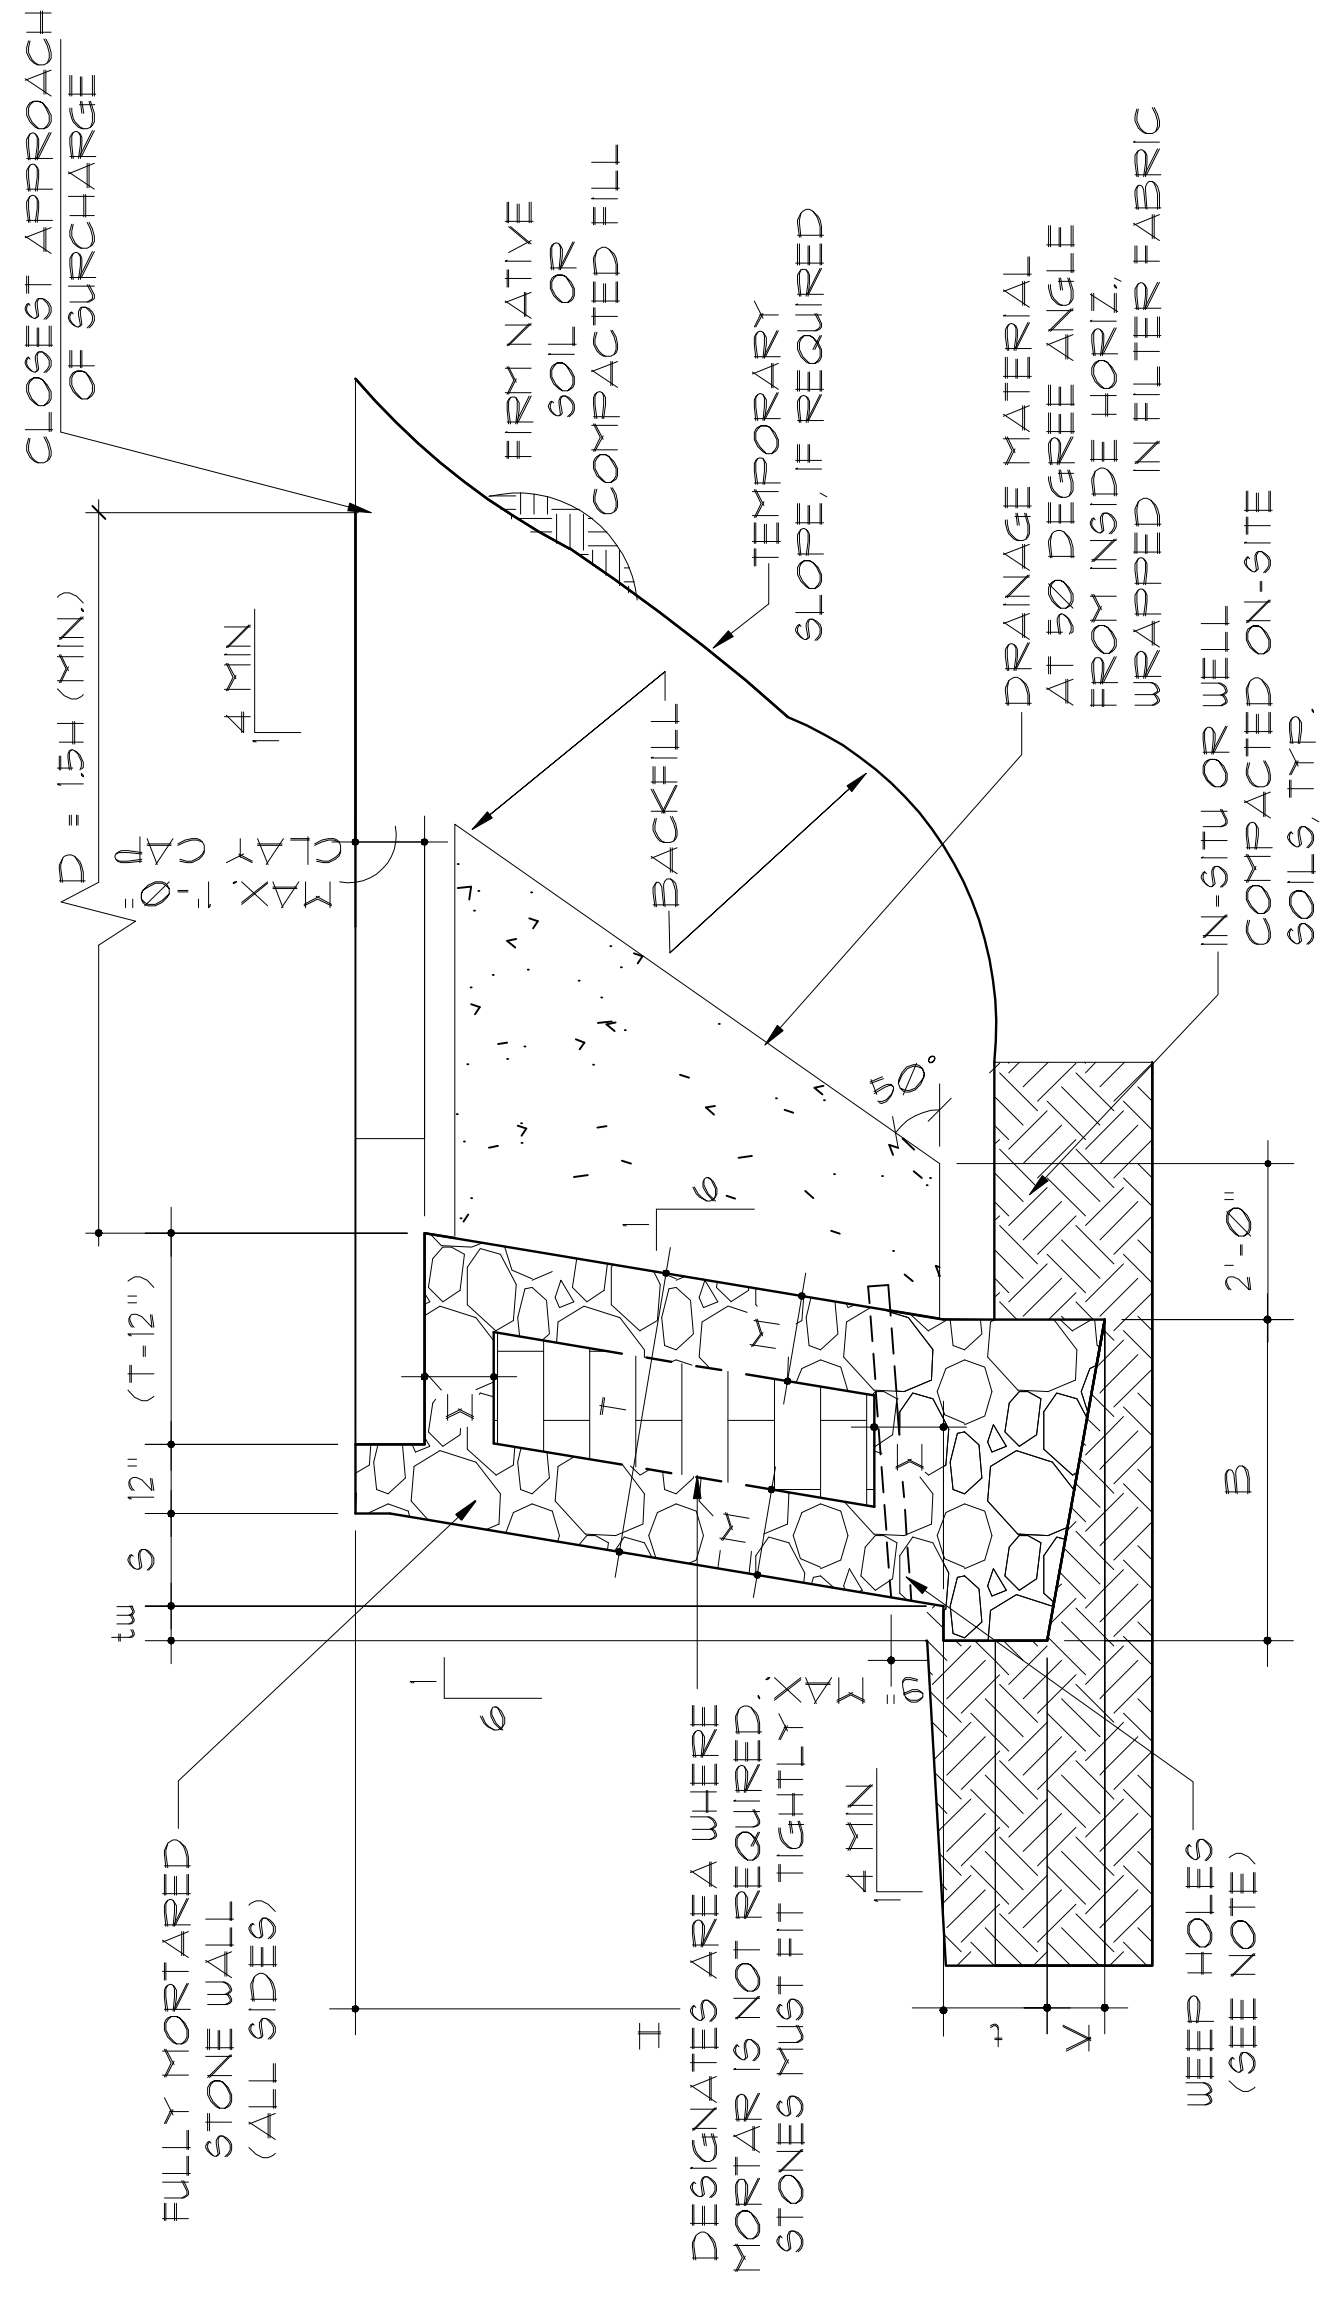 CLOSEST APPROACH
OF SURCHARGE
D = 1.5H (MIN.)
4 MIN
1
1'-0"
MAX.
CLAY
CAP
tw
S
12"
(T-12")
FULLY MORTARED
STONE WALL
(ALL SIDES)
1
6
FIRM NATIVE
SOIL OR
COMPACTED FILL
TEMPORARY
SLOPE, IF REQUIRED
BACKFILL
DRAINAGE MATERIAL
AT 50 DEGREE ANGLE
FROM INSIDE HORIZ.,
WRAPPED IN FILTER FABRIC
1
6
M
T
M
M
M
50°
H
DESIGNATES AREA WHERE
MORTAR IS NOT REQUIRED.
STONES MUST FIT TIGHTLY
6"
MAX.
4 MIN
1
t
K
WEEP HOLES
(SEE NOTE)
B
2'-0"
IN-SITU OR WELL
COMPACTED ON-SITE
SOILS, TYP.